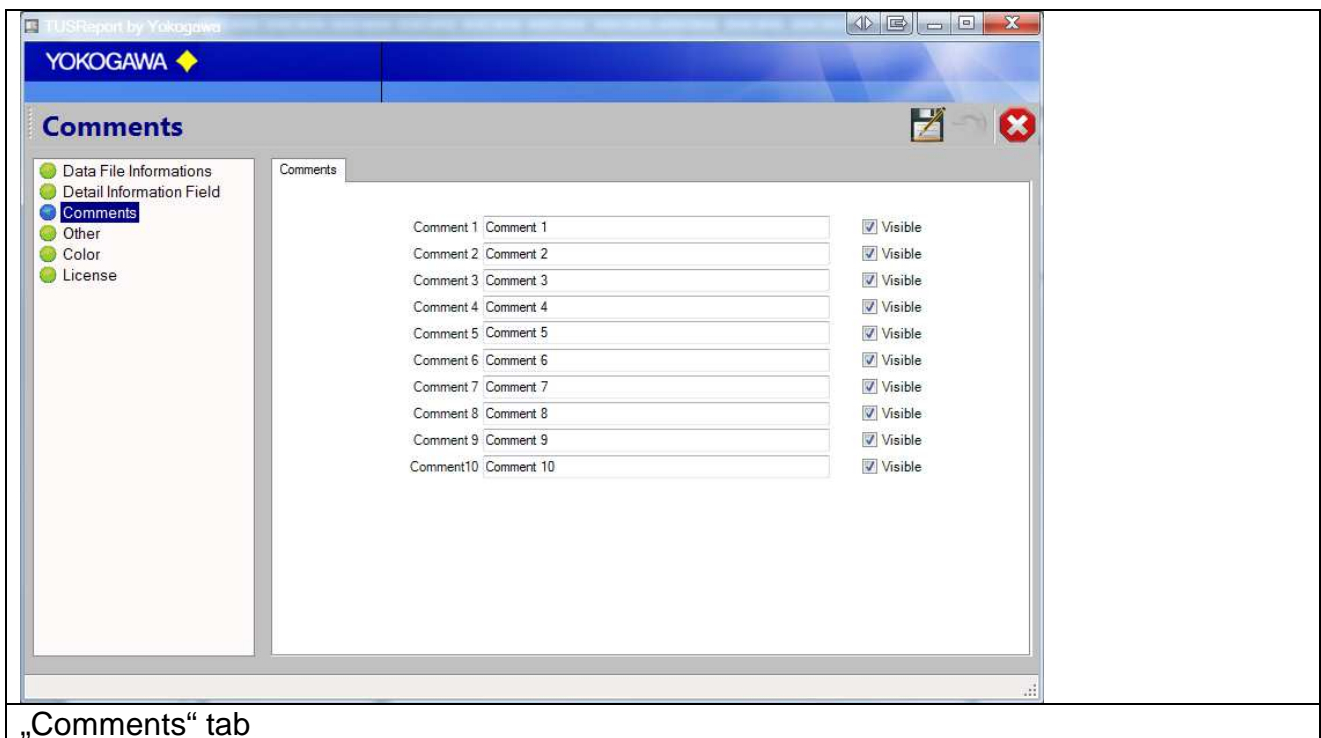 TUSReport by Yokogawa
YOKOGAWA
Comments
Data File Informations
Detail Information Field
Comments
Other
Color
License
Comments
Comment 1 Comment 1 Visible
Comment 2 Comment 2 Visible
Comment 3 Comment 3 Visible
Comment 4 Comment 4 Visible
Comment 5 Comment 5 Visible
Comment 6 Comment 6 Visible
Comment 7 Comment 7 Visible
Comment 8 Comment 8 Visible
Comment 9 Comment 9 Visible
Comment10 Comment 10 Visible
„Comments“ tab